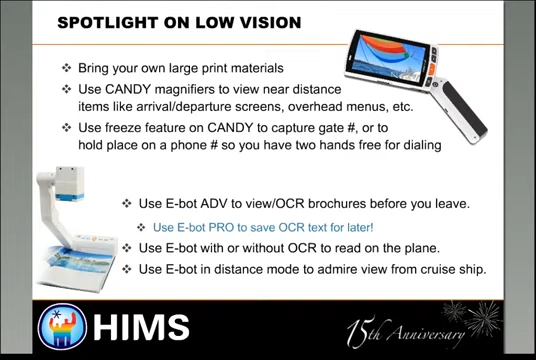 SPOTLIGHT ON LOW VISION
❖ Bring your own large print materials
❖ Use CANDY magnifiers to view near distance
items like arrival/departure screens, overhead menus, etc.
❖ Use freeze feature on CANDY to capture gate #, or to
hold place on a phone # so you have two hands free for dialing
❖ Use E-bot ADV to view/OCR brochures before you leave.
❖ Use E-bot PRO to save OCR text for later!
❖ Use E-bot with or without OCR to read on the plane.
❖ Use E-bot in distance mode to admire view from cruise ship.
HIMS
15th Anniversary